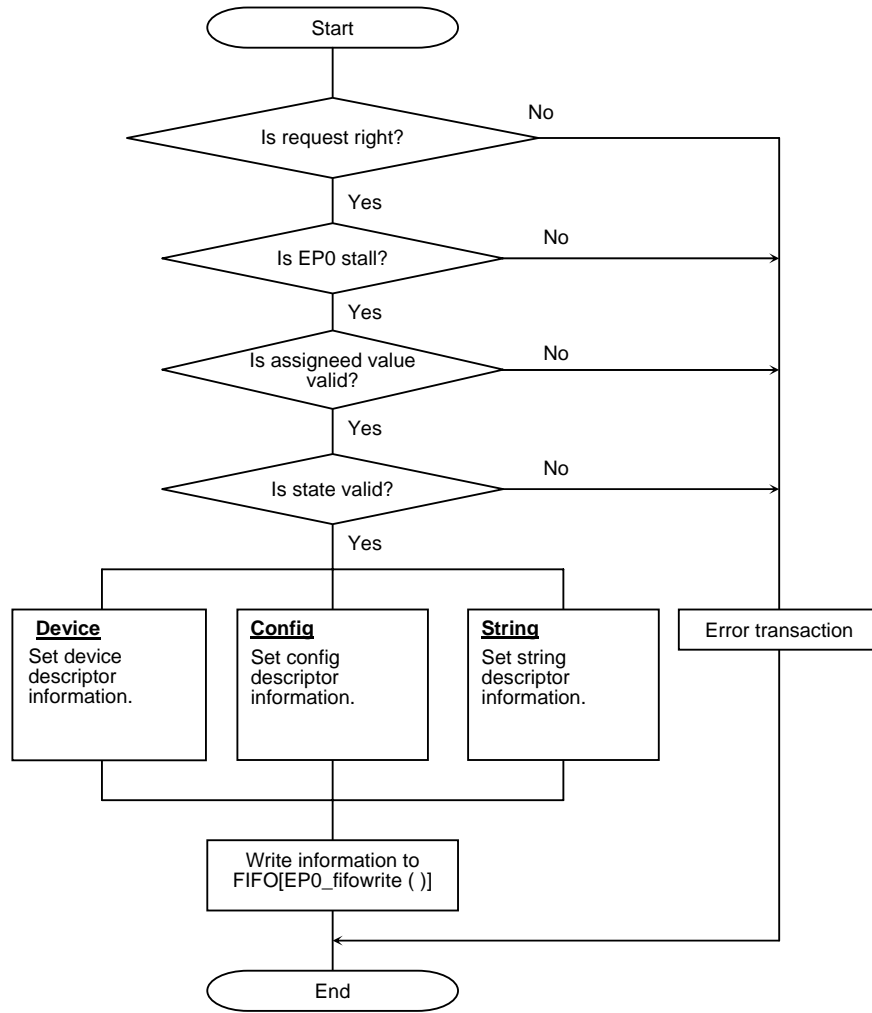 Start
No
Is request right?
Yes
No
Is EP0 stall?
Yes
Is assigneed value
valid?
No
Yes
No
Is state valid?
Yes
Device
Set device
descriptor
information.
Config
Set config
descriptor
information.
String
Set string
descriptor
information.
Error transaction
Write information to
FIFO[EP0_fifowrite ( )]
End